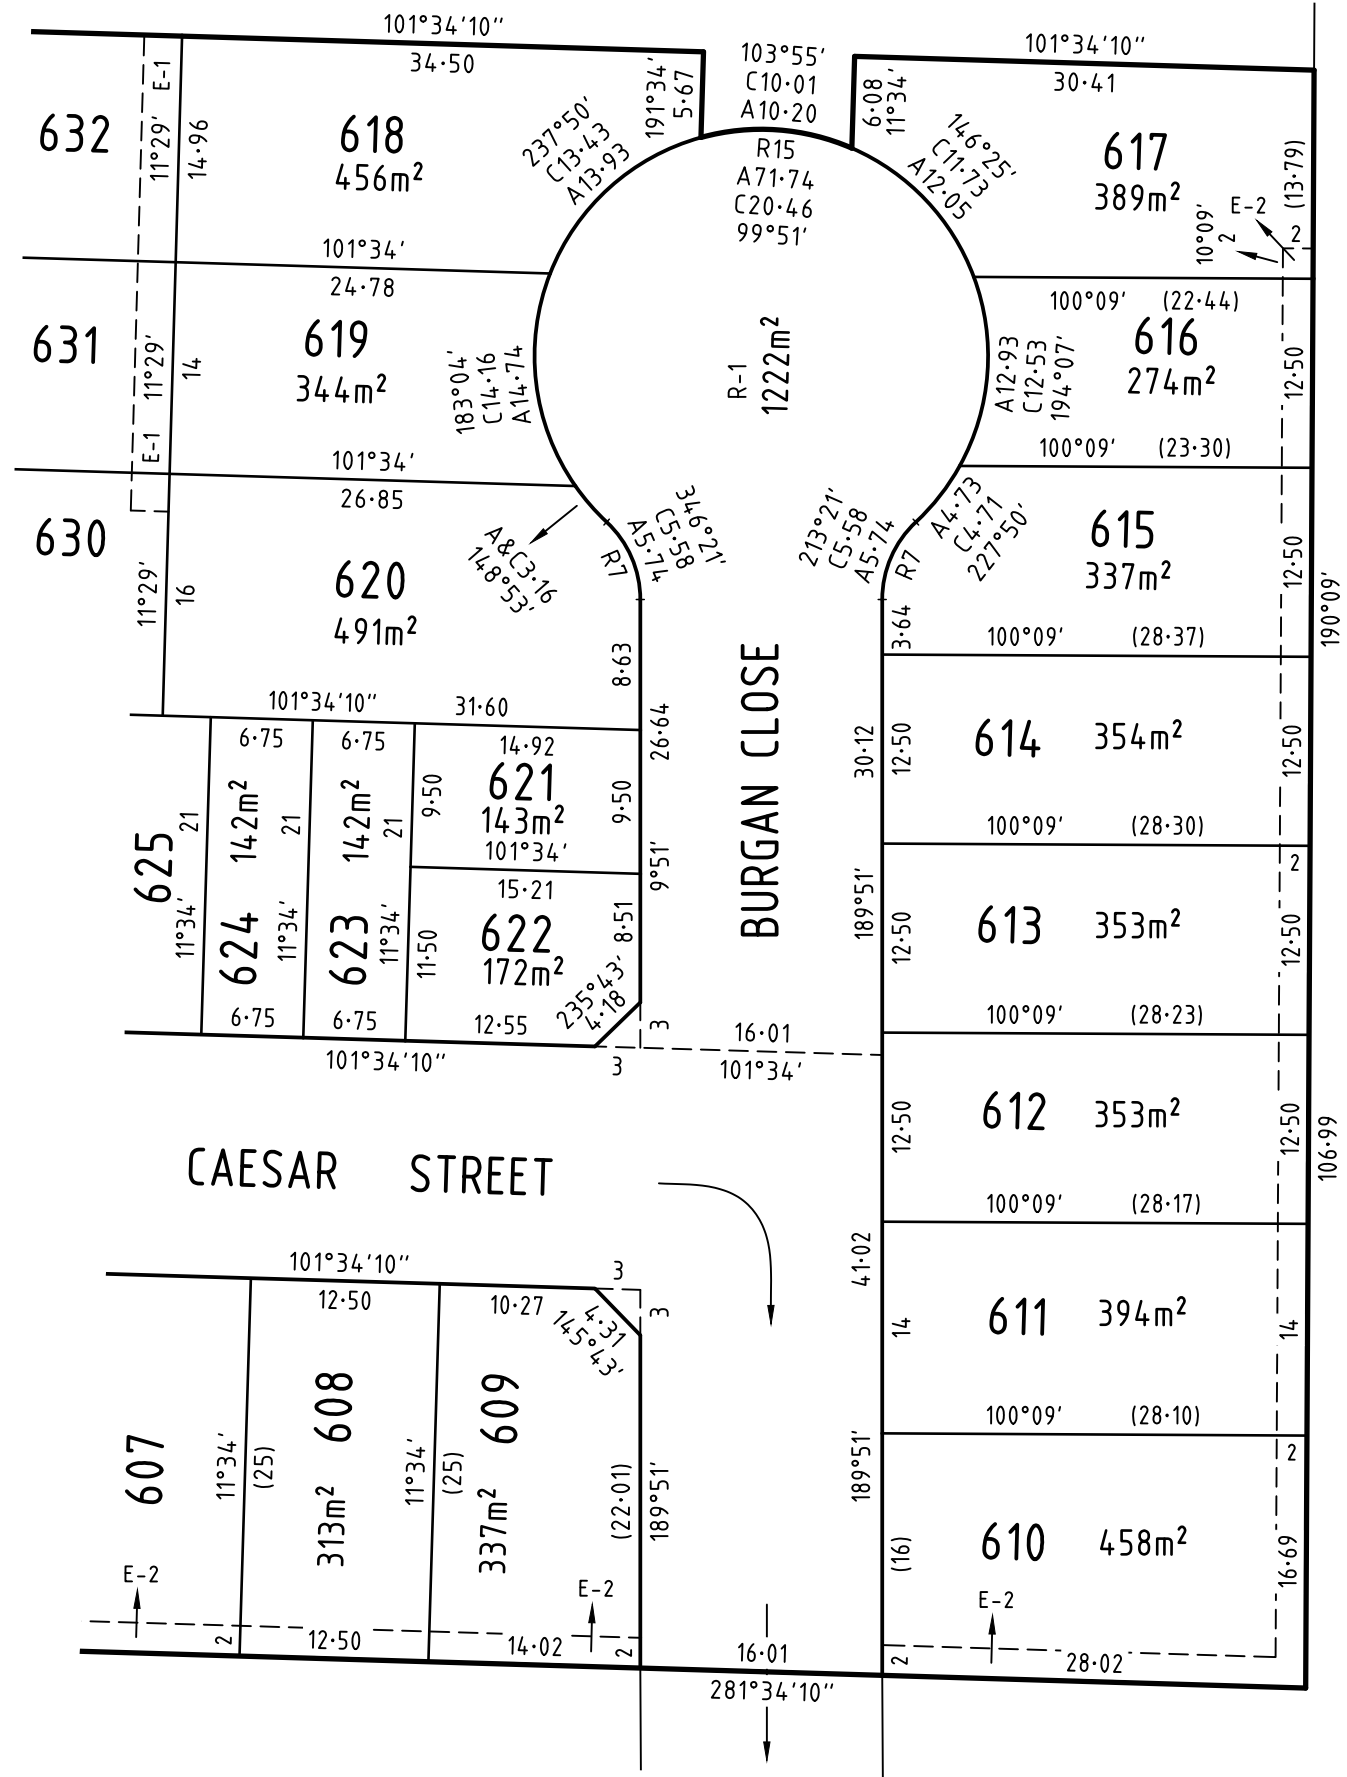 101°34'10"
34·50
632
11°29'
E-1
14·96
618
456m²
237°50'
C13·43
A13·93
191°34'
5·67
103°55'
C10·01
A10·20
R15
A71·74
C20·46
99°51'
6·08
11°34'
101°34'10"
30·41
146°25'
C11·73
A12·05
617
389m²
(13·79)
E-2
10°09'
2
2
101°34'
24·78
631
E-1 11°29'
14
619
344m²
183°04'
C14·16
A14·74
R-1
1222m²
100°09' (22·44)
616
274m²
A12·93
C12·53
194°07'
12·50
101°34'
26·85
630
11°29'
16
620
491m²
A&C3·16
148°53'
346°21'
C5·58
A5·74
R7
213°21'
C5·58
A5·74
R7
A4·73
C4·71
227°50'
100°09' (23·30)
615
337m²
12·50
190°09'
8·63
3·64
100°09' (28·37)
101°34'10" 31·60
26·64
9°51'
BURGAN CLOSE
30·12
189°51'
12·50
614 354m²
12·50
100°09' (28·30)
625
21
11°34'
6·75
142m²
624
21
11°34'
6·75
6·75
142m²
623
21
11°34'
6·75
14·92
9·50
621
143m²
9·50
101°34'
15·21
11·50
622
172m²
8·51
12·55
235°43'
4·18
3
3
12·50
613 353m²
2
12·50
100°09' (28·23)
101°34'10"
16·01
101°34'
12·50
612 353m²
12·50
106·99
100°09' (28·17)
CAESAR STREET
101°34'10"
3
3
12·50
10·27
4·31
145°43'
41·02
189°51'
14
611 394m²
14
100°09' (28·10)
607
11°34'
(25)
608
313m²
11°34'
(25)
609
337m²
(22·01)
189°51'
(16)
610 458m²
2
16·69
E-2
E-2
E-2
2
12·50
14·02
2
16·01
281°34'10"
2
28·02